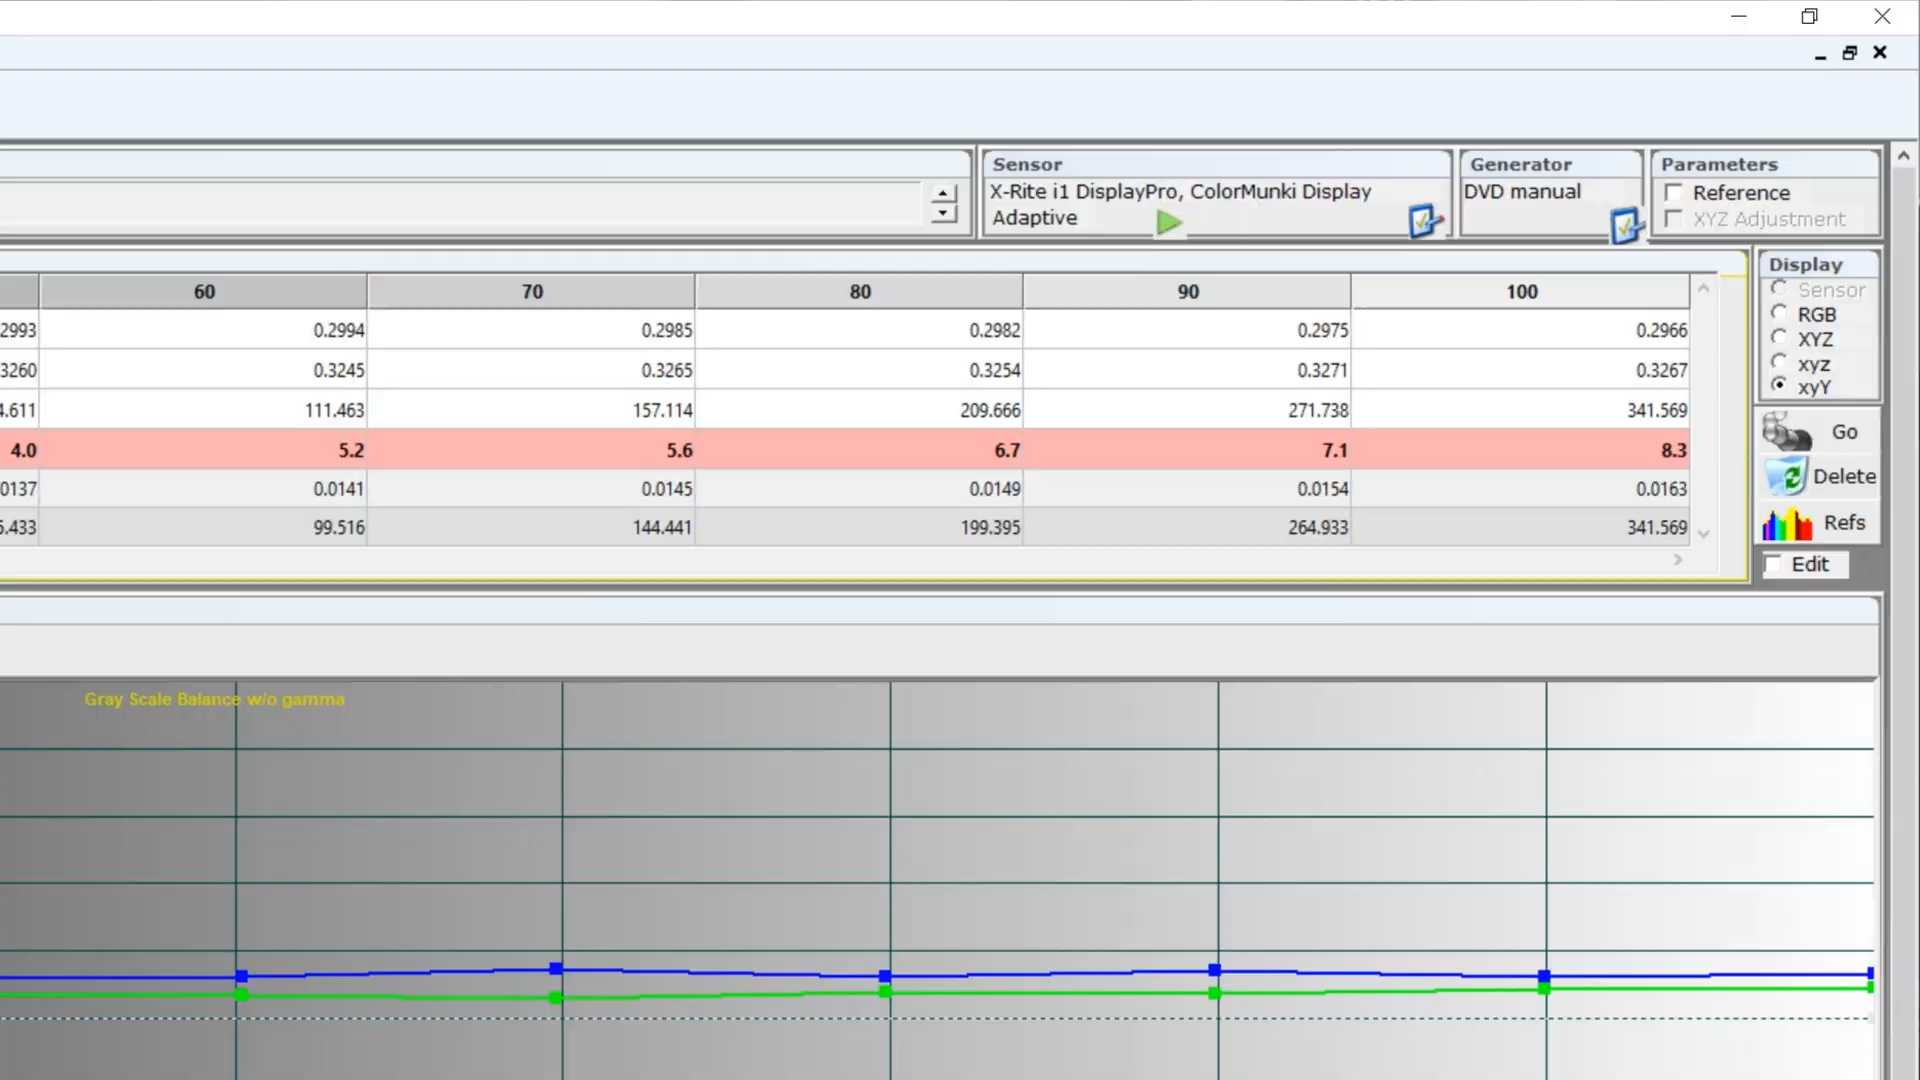 Sensor
Generator
Parameters
X-Rite i1 DisplayPro, ColorMunki Display
DVD manual
Reference
Adaptive
XYZ Adjustment
60 70 80 90 100
2993 0.2994 0.2985 0.2982 0.2975 0.2966
3260 0.3245 0.3265 0.3254 0.3271 0.3267
.611 111.463 157.114 209.666 271.738 341.569
4.0 5.2 5.6 6.7 7.1 8.3
0137 0.0141 0.0145 0.0149 0.0154 0.0163
.433 99.516 144.441 199.395 264.933 341.569
Display
Sensor
RGB
XYZ
xyz
xyY
Go
Delete
Refs
Edit
Gray Scale Balance w/o gamma